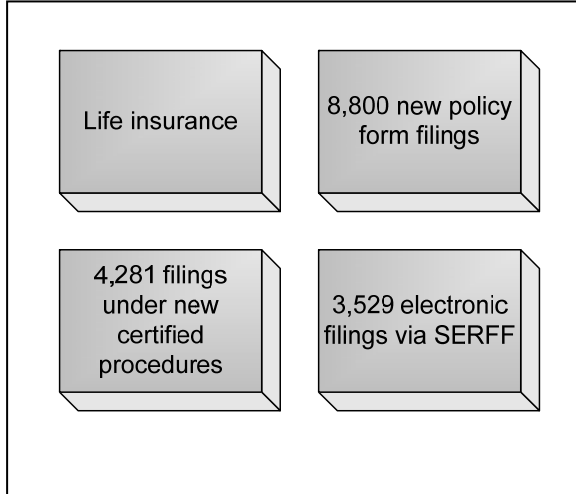 Life insurance
8,800 new policy
form filings
4,281 filings
under new
certified
procedures
3,529 electronic
filings via SERFF